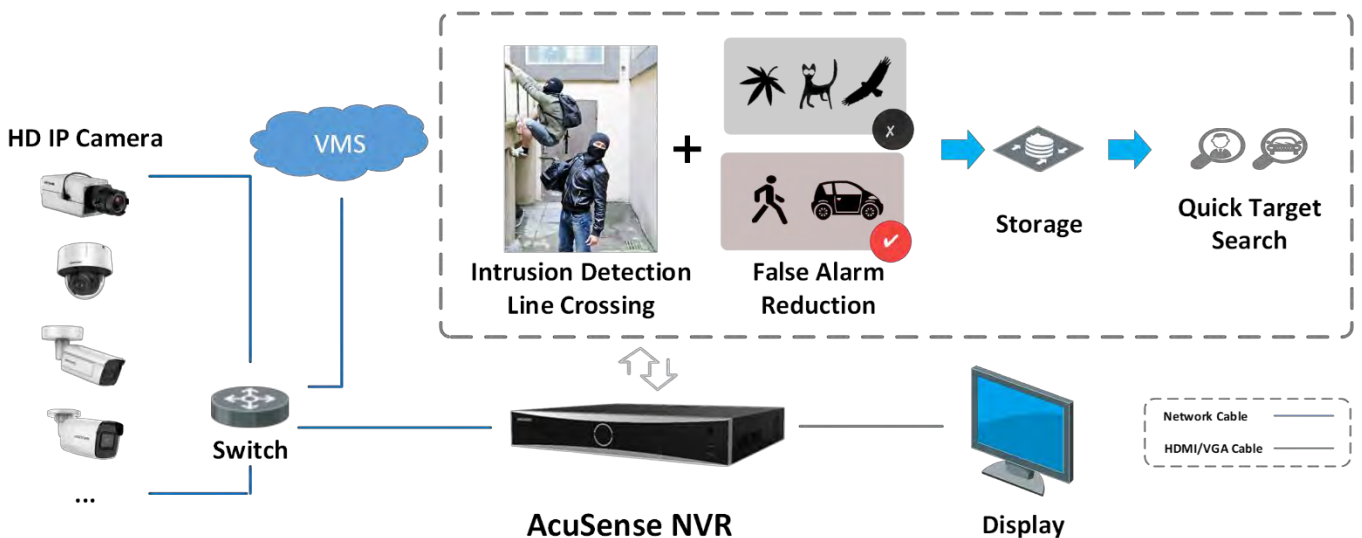 HD IP Camera
VMS
Intrusion Detection
Line Crossing
+
False Alarm
Reduction
x
Storage
Quick Target
Search
Switch
...
AcuSense NVR
Display
Network Cable
HDMI/VGA Cable